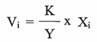 Vᵢ = K/Y x Xᵢ